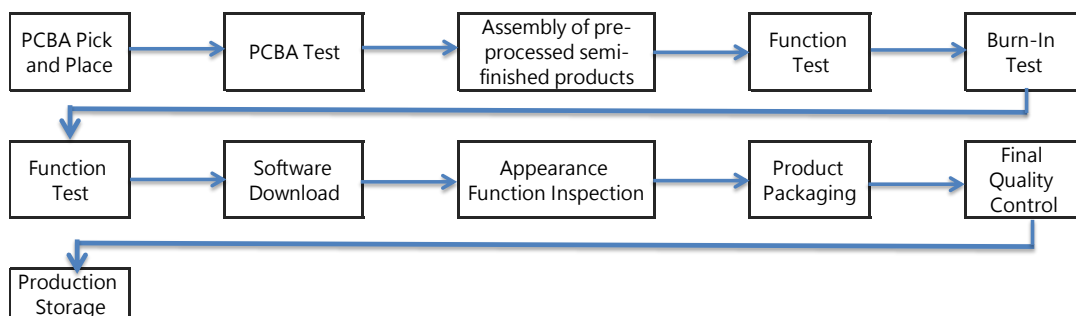 PCBA Pick
and Place
PCBA Test
Assembly of pre-
processed semi-
finished products
Function
Test
Burn-In
Test
Function
Test
Software
Download
Appearance
Function Inspection
Product
Packaging
Final
Quality
Control
Production
Storage